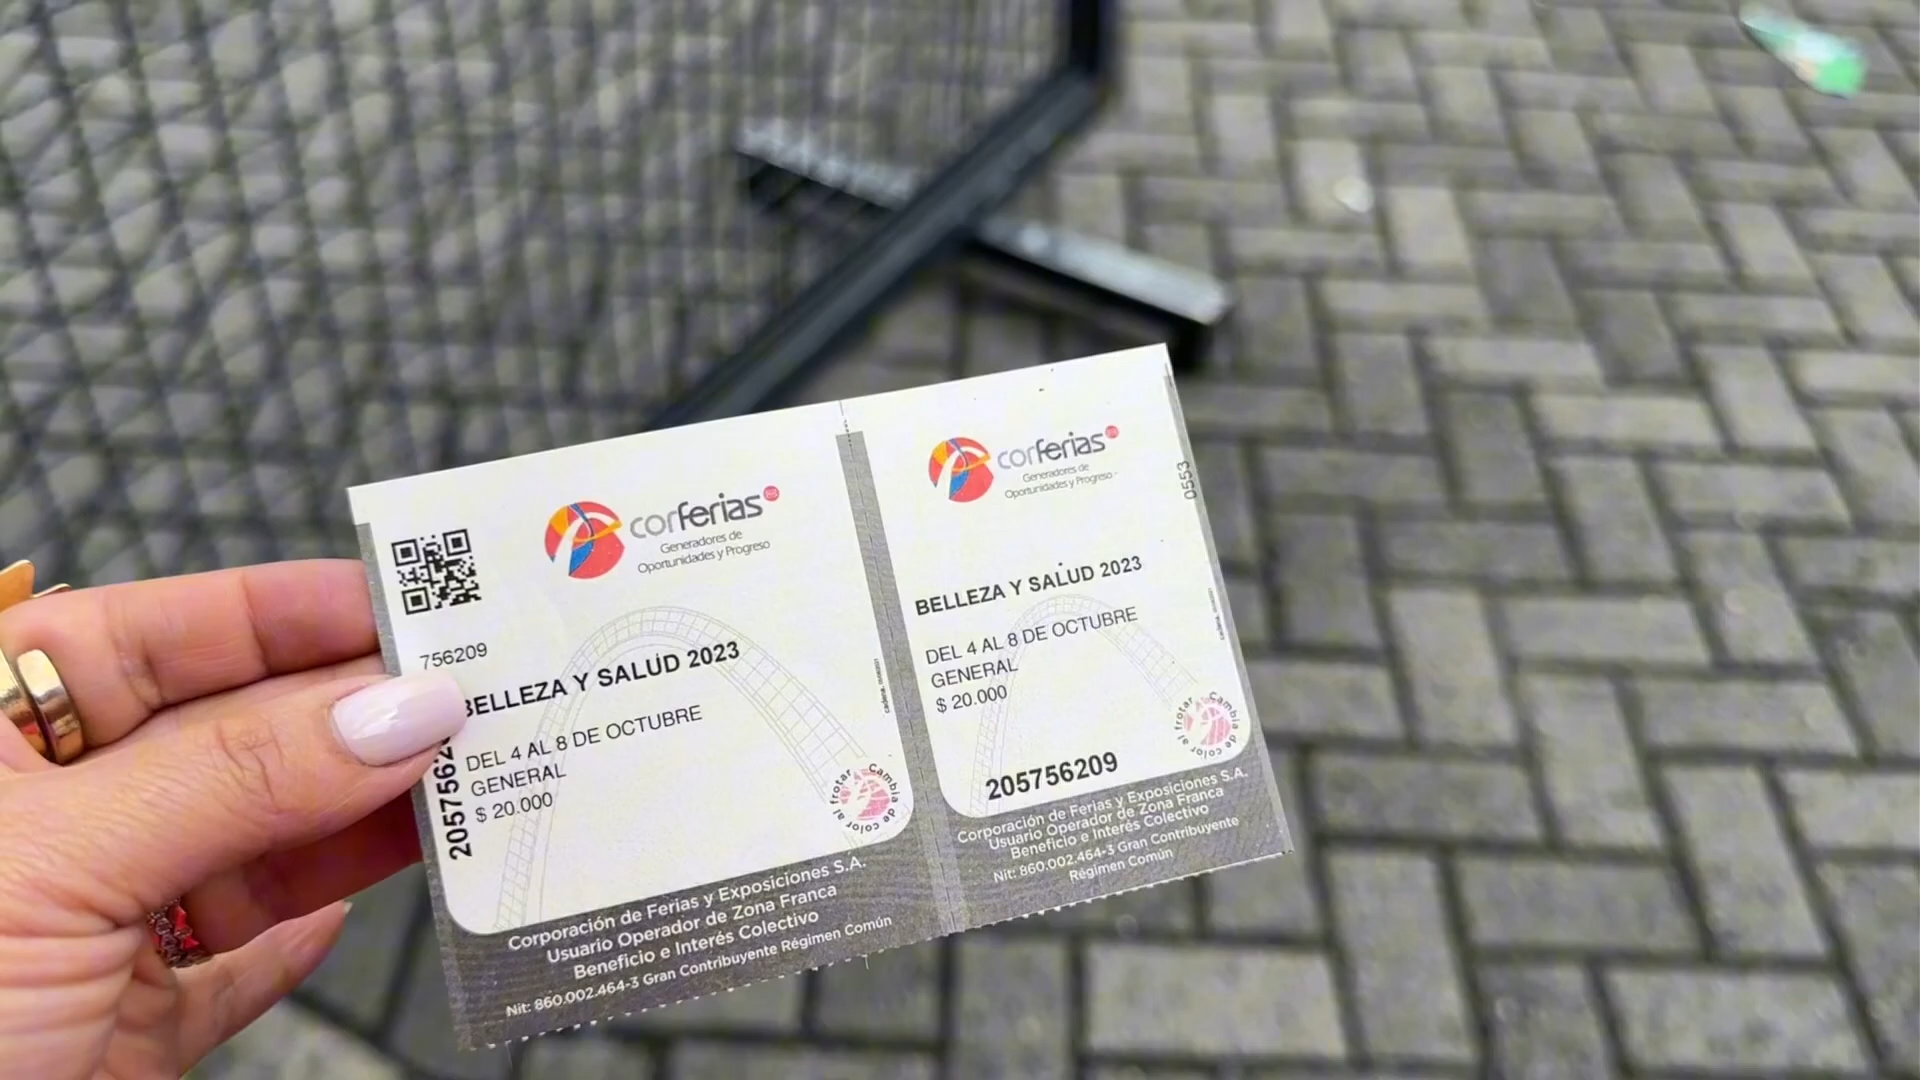 corferias
Generadores de
Oportunidades y Progreso
756209
BELLEZA Y SALUD 2023
DEL 4 AL 8 DE OCTUBRE
GENERAL
$ 20.000
Cambia de color al frotar
Corporación de Ferias y Exposiciones S.A.
Usuario Operador de Zona Franca
Beneficio e Interés Colectivo
Nit: 860.002.464-3 Gran Contribuyente Régimen Común
corferias
Generadores de
Oportunidades y Progreso
0553
BELLEZA Y SALUD 2023
DEL 4 AL 8 DE OCTUBRE
GENERAL
$ 20.000
205756209
Cambia de color al frotar
Corporación de Ferias y Exposiciones S.A.
Usuario Operador de Zona Franca
Beneficio e Interés Colectivo
Nit: 860.002.464-3 Gran Contribuyente
Régimen Común